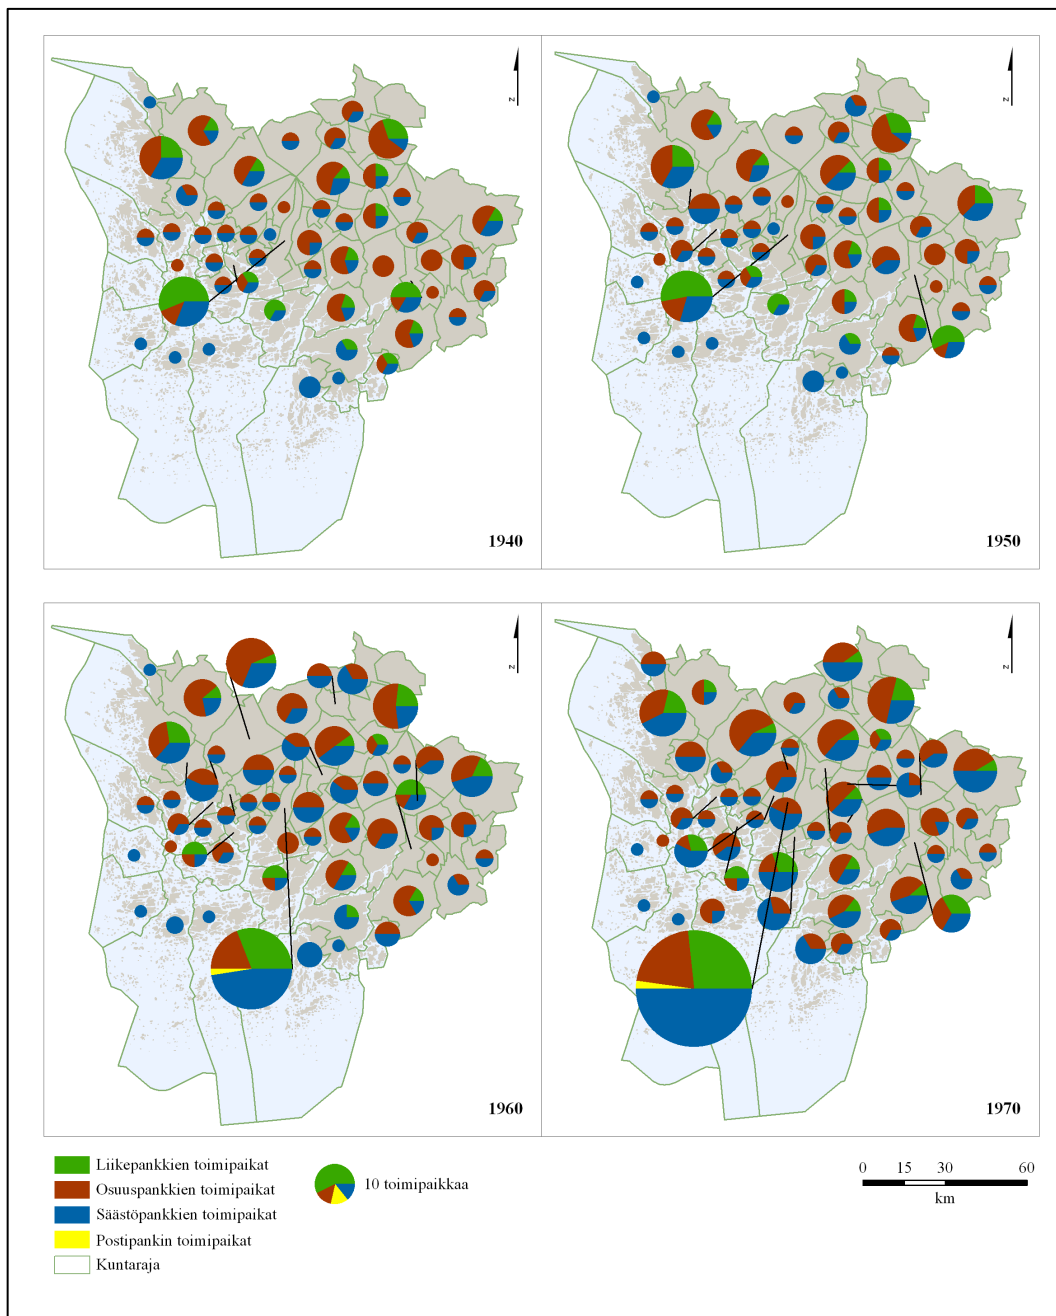 z
z
1940
1950
z
z
1960
1970
Liikepankkien toimipaikat
Osuuspankkien toimipaikat
Säästöpankkien toimipaikat
Postipankin toimipaikat
Kuntaraja
10 toimipaikkaa
0 15 30 60
km